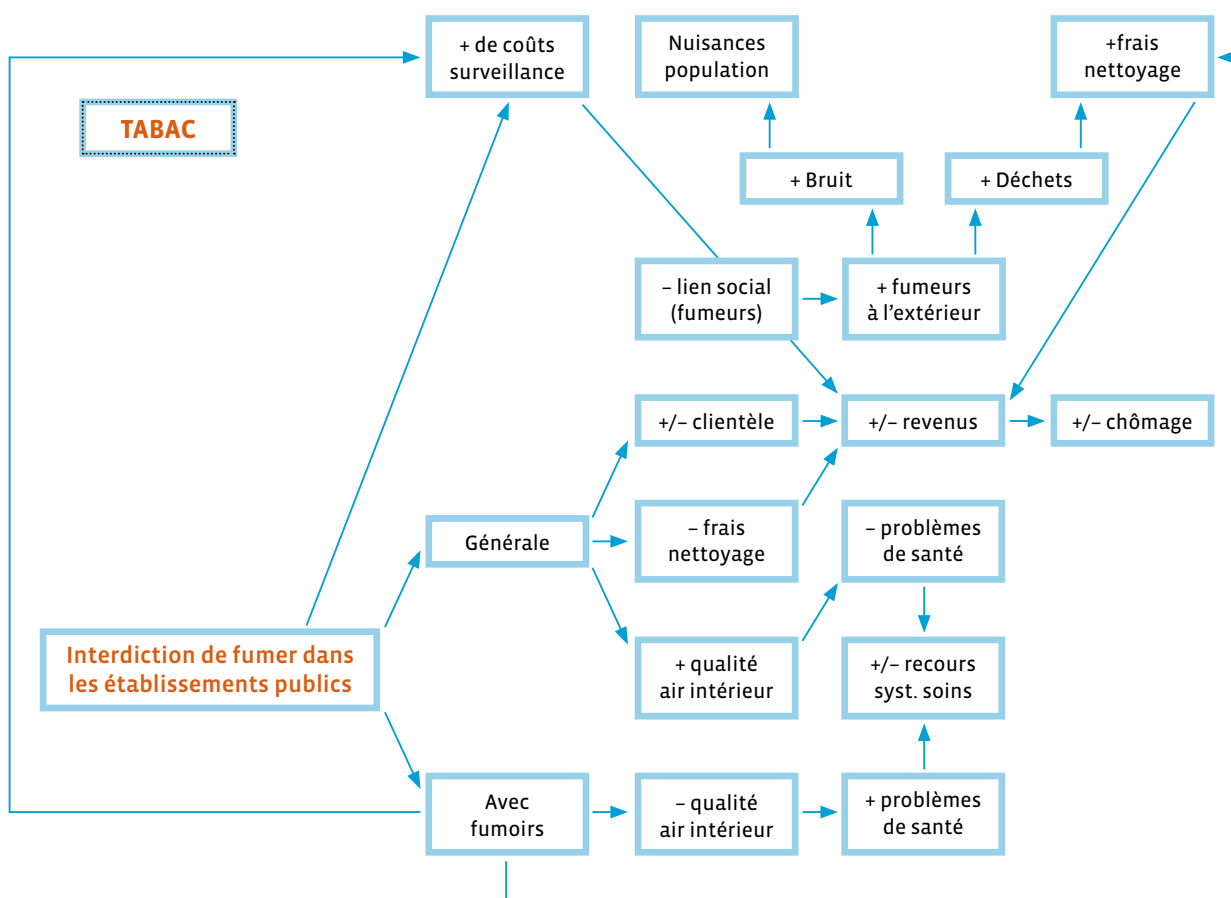 + de coûts
surveillance
Nuisances
population
+frais
nettoyage
TABAC
+ Bruit
+ Déchets
– lien social
(fumeurs)
+ fumeurs
à l’extérieur
+/– clientèle
+/– revenus
+/– chômage
Générale
– frais
nettoyage
– problèmes
de santé
Interdiction de fumer dans
les établissements publics
+ qualité
air intérieur
+/– recours
syst. soins
Avec
fumoirs
– qualité
air intérieur
+ problèmes
de santé